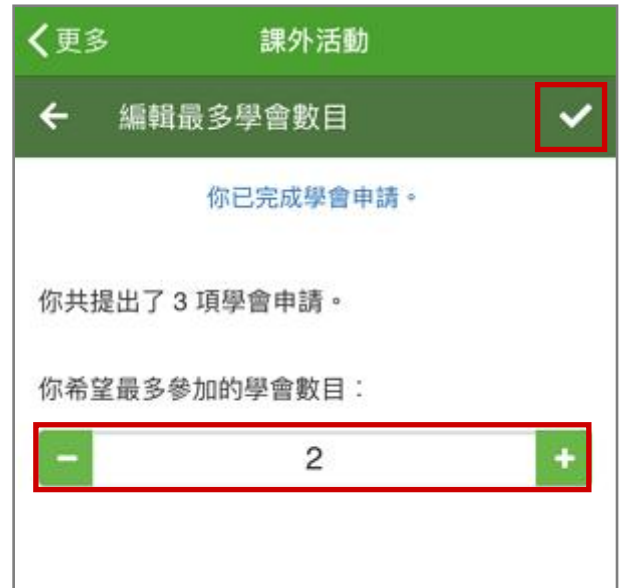 更多 課外活動
編輯最多學會數目
你已完成學會申請。
你共提出了 3 項學會申請。
你希望最多參加的學會數目：
- 2 +